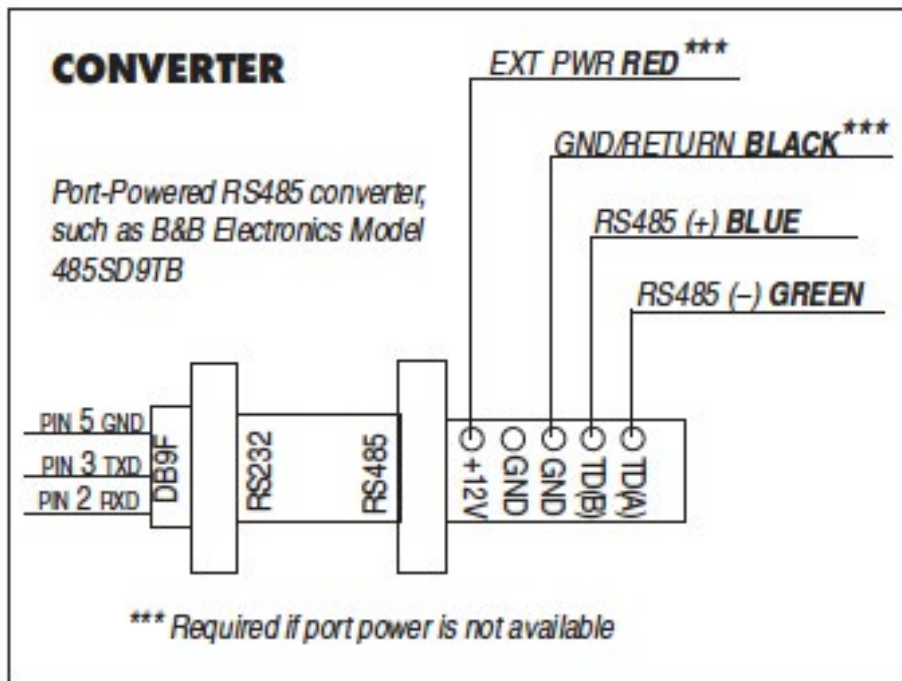 CONVERTER
EXT PWR RED***
GND/RETURN BLACK***
Port-Powered RS485 converter,
such as B&B Electronics Model
485SD9TB
RS485 (+) BLUE
RS485 (–) GREEN
PIN 5 GND
PIN 3 TXD
PIN 2 RXD
DB9F
RS232
RS485
+12V
GND
GND
TD(B)
TD(A)
*** Required if port power is not available